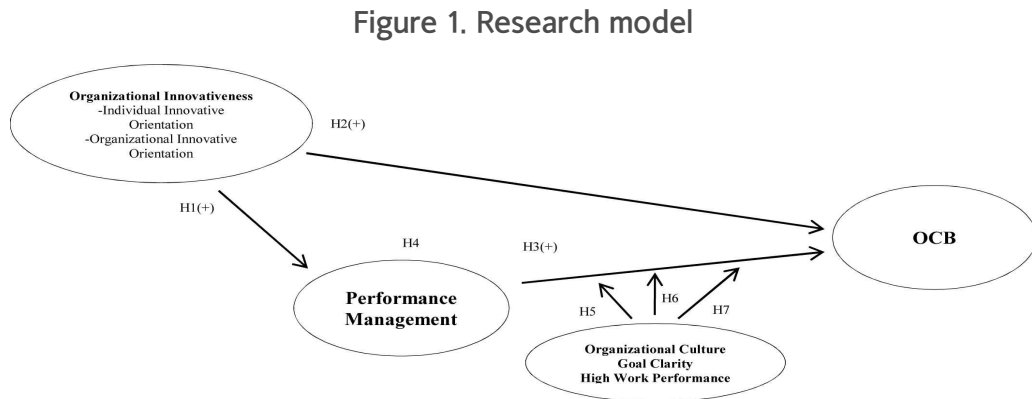 Figure 1. Research model
Organizational Innovativeness
-Individual Innovative
Orientation
-Organizational Innovative
Orientation
H2(+)
H1(+)
H4
H3(+)
OCB
Performance
Management
H5
H6
H7
Organizational Culture
Goal Clarity
High Work Performance